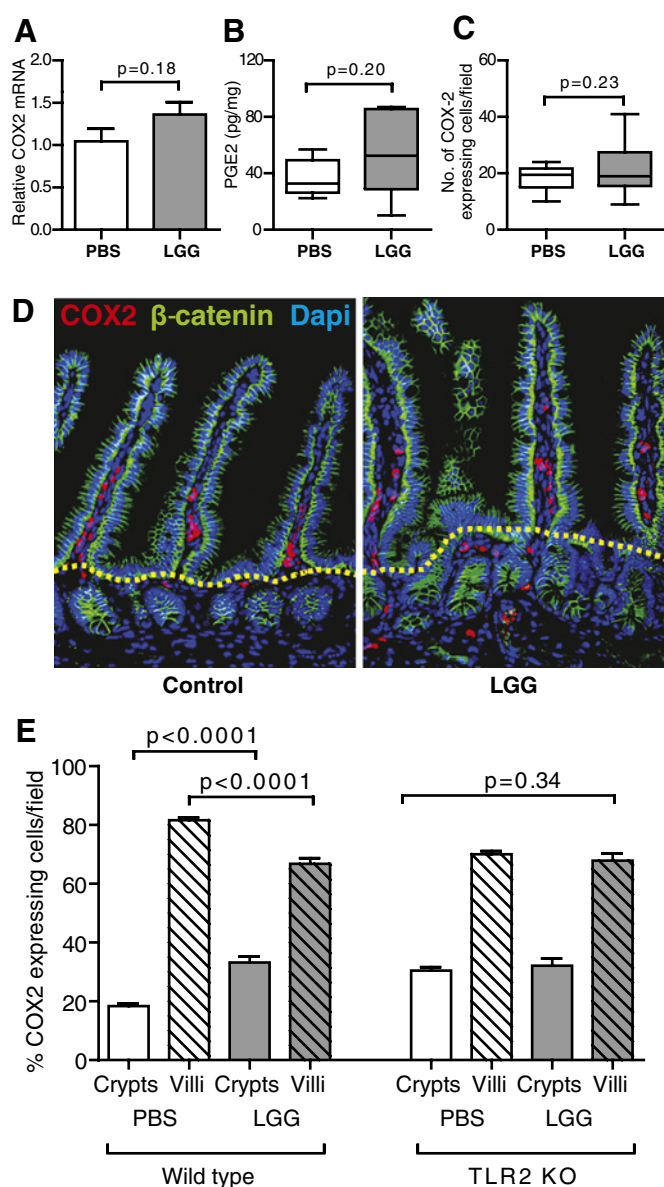 A
B
C
Relative COX2 mRNA
2.0
1.5
1.0
0.5
0.0
p=0.18
PBS
LGG
PGE2 (pg/mg)
120
80
40
0
p=0.20
PBS
LGG
No. of COX-2
expressing cells/field
60
40
20
0
p=0.23
PBS
LGG
D
COX2 β-catenin Dapi
Control
LGG
E
% COX2 expressing cells/field
100
80
60
40
20
0
p<0.0001
p<0.0001
p=0.34
Crypts Villi Crypts Villi Crypts Villi Crypts Villi
PBS LGG PBS LGG
Wild type TLR2 KO